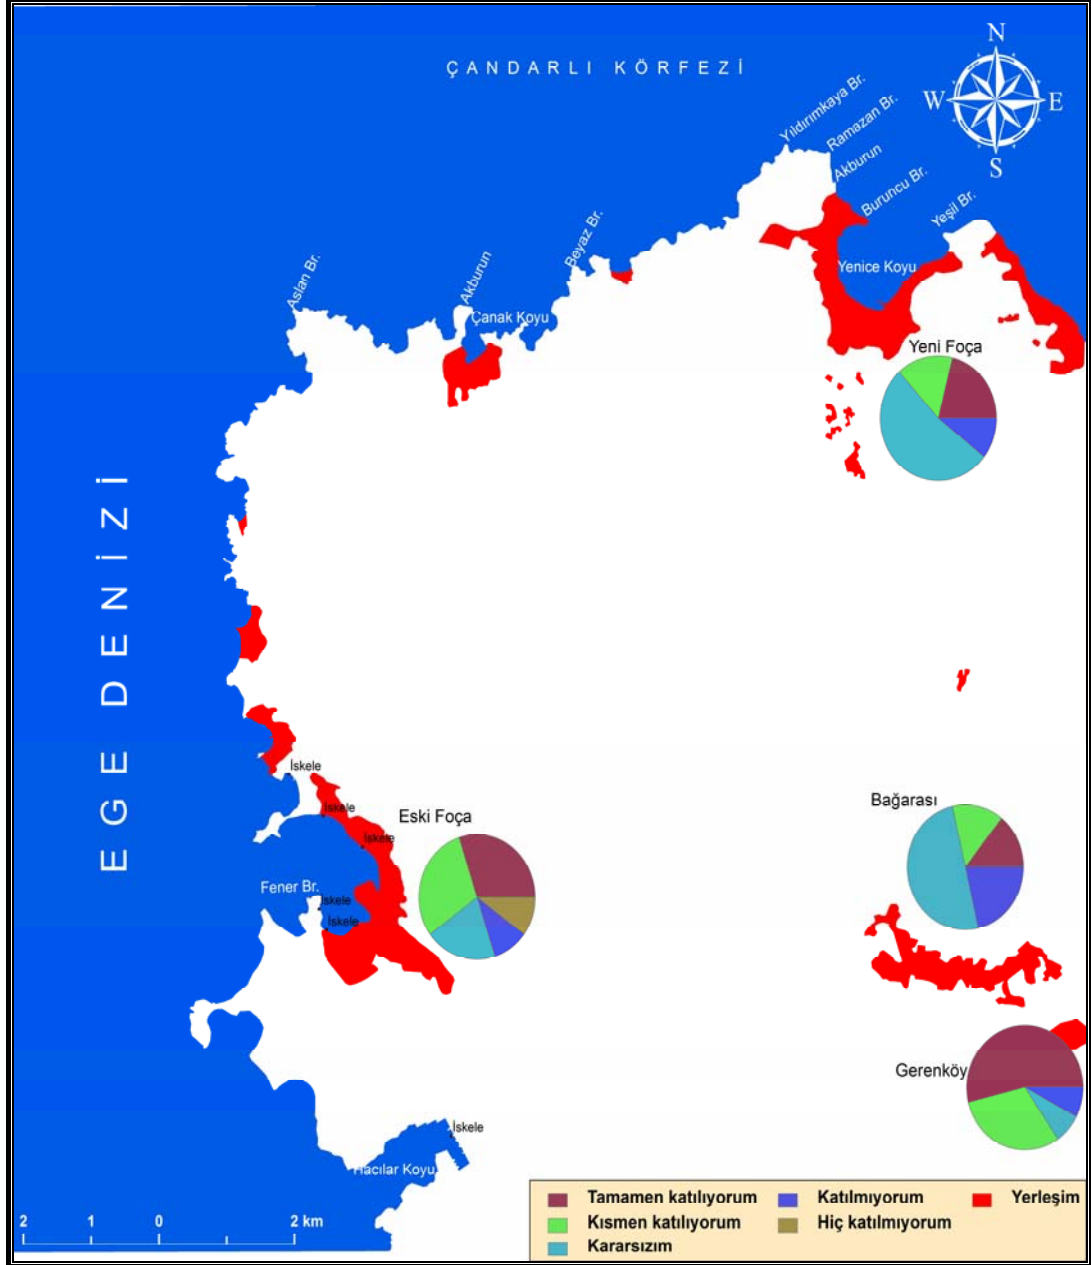 ÇANDARLI KÖRFEZİ
N
W
E
S
Yıldırımkaya Br.
Ramazan Br.
Akburun
Buruncu Br.
Yeşil Br.
Beyaz Br.
Yenice Koyu
Aslan Br.
Akburun
Çanak Koyu
Yeni Foça
EGE DENİZİ
İskele
İskele
Eski Foça
İskele
Bağarası
Fener Br.
İskele
İskele
Gerenköy
İskele
Hacılar Koyu
2 1 0 2 km
Tamamen katılıyorum
Kısmen katılıyorum
Kararsızım
Katılmıyorum
Hiç katılmıyorum
Yerleşim